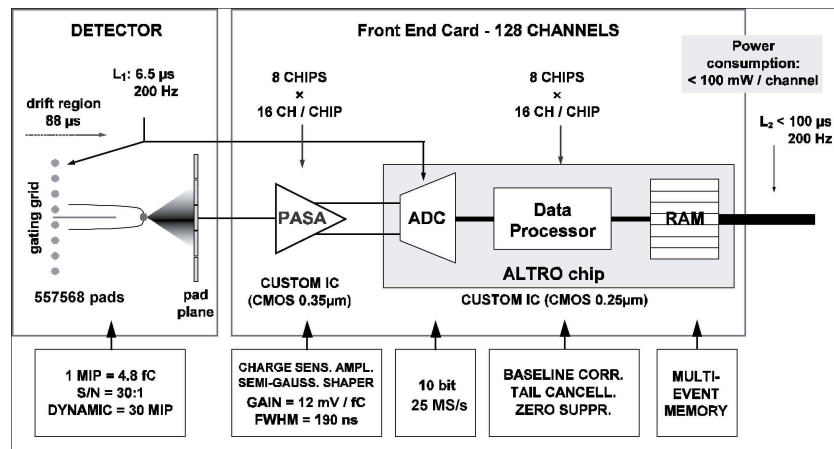 DETECTOR
Front End Card - 128 CHANNELS
Power
consumption:
< 100 mW / channel
L₁: 6.5 µs
200 Hz
8 CHIPS
×
16 CH / CHIP
8 CHIPS
×
16 CH / CHIP
drift region
88 µs
L₂ < 100 µs
200 Hz
gating grid
PASA
ADC
Data
Processor
RAM
ALTRO chip
557568 pads
pad
plane
CUSTOM IC
(CMOS 0.35µm)
CUSTOM IC (CMOS 0.25µm)
1 MIP = 4.8 fC
S/N = 30:1
DYNAMIC = 30 MIP
CHARGE SENS. AMPL.
SEMI-GAUSS. SHAPER
GAIN = 12 mV / fC
FWHM = 190 ns
10 bit
25 MS/s
BASELINE CORR.
TAIL CANCELL.
ZERO SUPPR.
MULTI-
EVENT
MEMORY